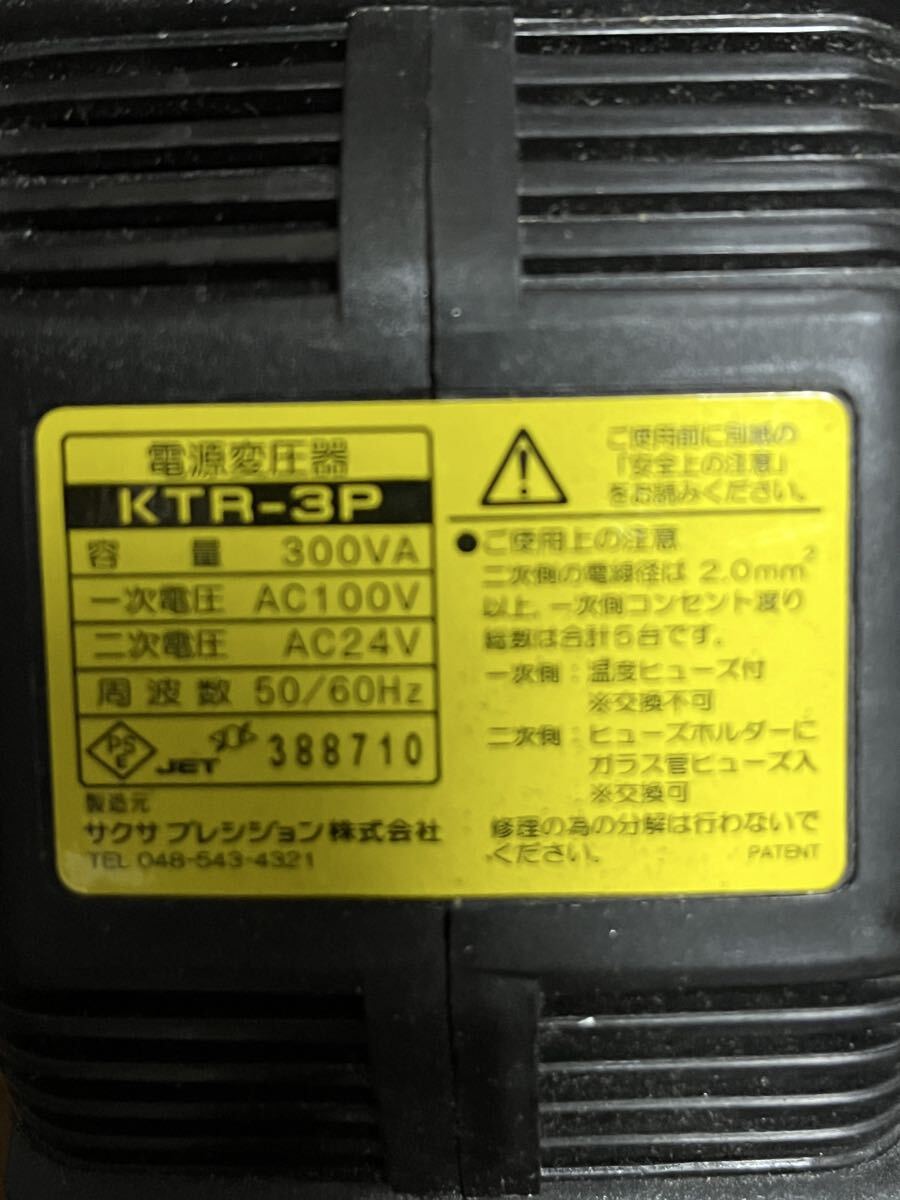 電源変圧器
KTR-3P
容量 300VA
一次電圧 AC100V
二次電圧 AC24V
周波数 50/60Hz
PS
E
JET
388710
製造元
サクサ プレシジョン株式会社
TEL 048-543-4321
ご使用前に別紙の
「安全上の注意」
をお読みください。
●ご使用上の注意
二次側の電線径は 2.0mm²
以上、一次側コンセント渡り
総数は合計5台です。
一次側：温度ヒューズ付
※交換不可
二次側：ヒューズホルダーに
ガラス管ヒューズ入
※交換可
修理の為の分解は行わないで
ください。
PATENT